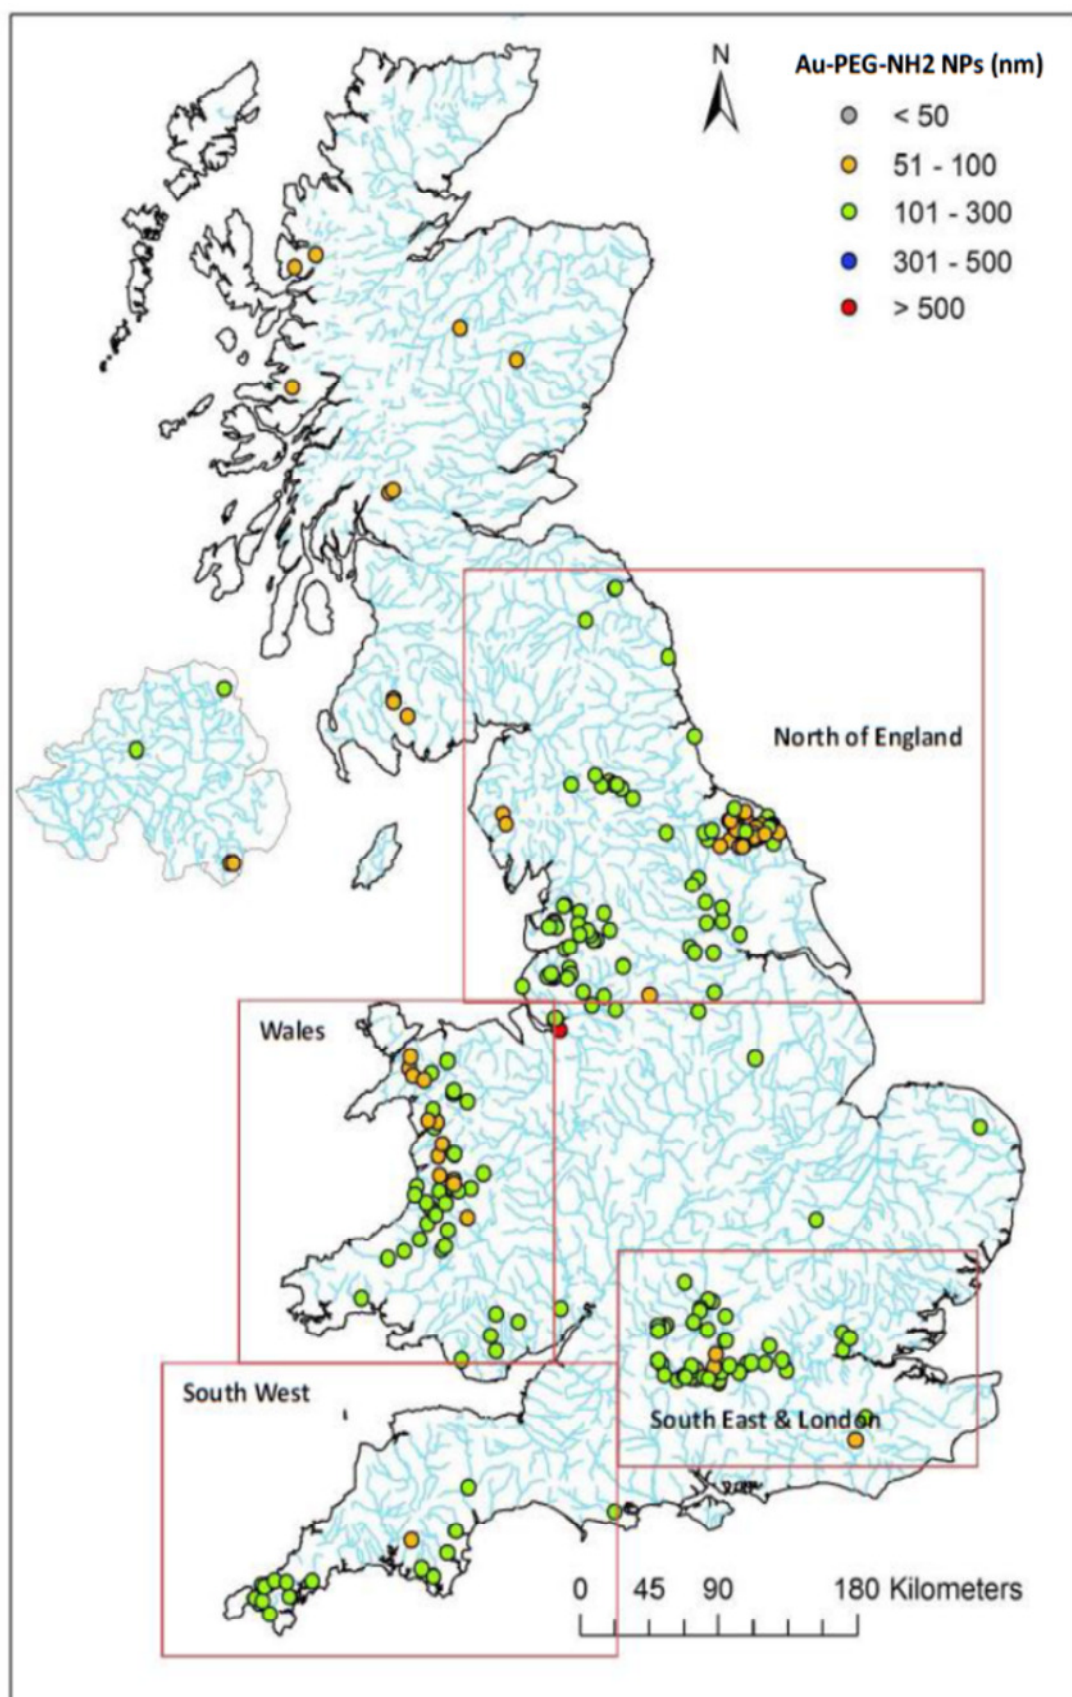 N
Au-PEG-NH2 NPs (nm)
< 50
51 - 100
101 - 300
301 - 500
> 500
North of England
Wales
South West
South East & London
0 45 90 180 Kilometers